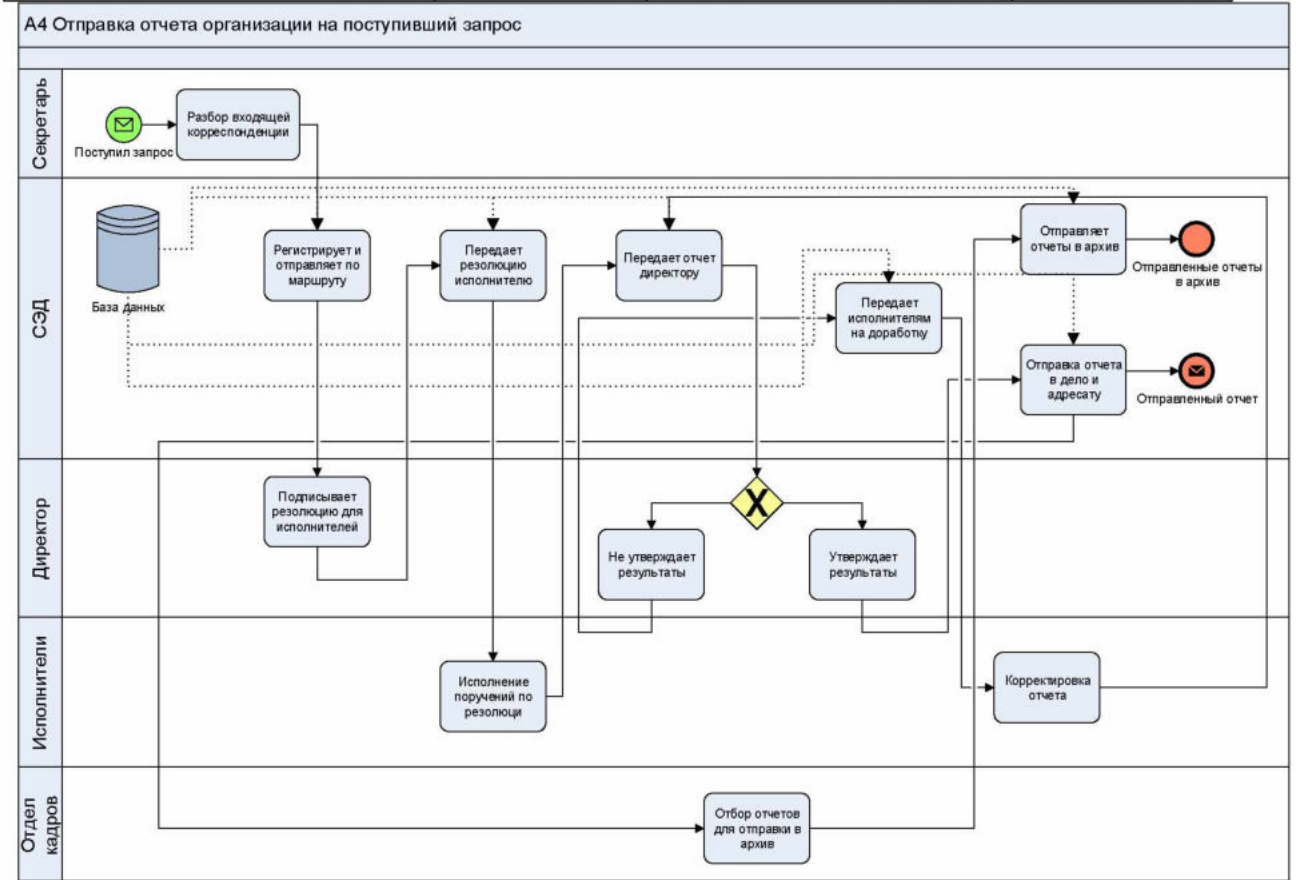 А4 Отправка отчета организации на поступивший запрос
Секретарь
Поступил запрос
Разбор входящей
корреспонденции
СЭД
База данных
Регистрирует и
отправляет по
маршруту
Передает
резолюцию
исполнителю
Передает отчет
директору
Передает
исполнителям
на доработку
Отправляет
отчеты в архив
Отправленные отчеты
в архив
Отправка отчета
в дело и
адресату
Отправленный отчет
Директор
Подписывает
резолюцию для
исполнителей
X
Не утверждает
результаты
Утверждает
результаты
Исполнители
Исполнение
поручений по
резолюци
Корректировка
отчета
Отдел
кадров
Отбор отчетов
для отправки в
архив